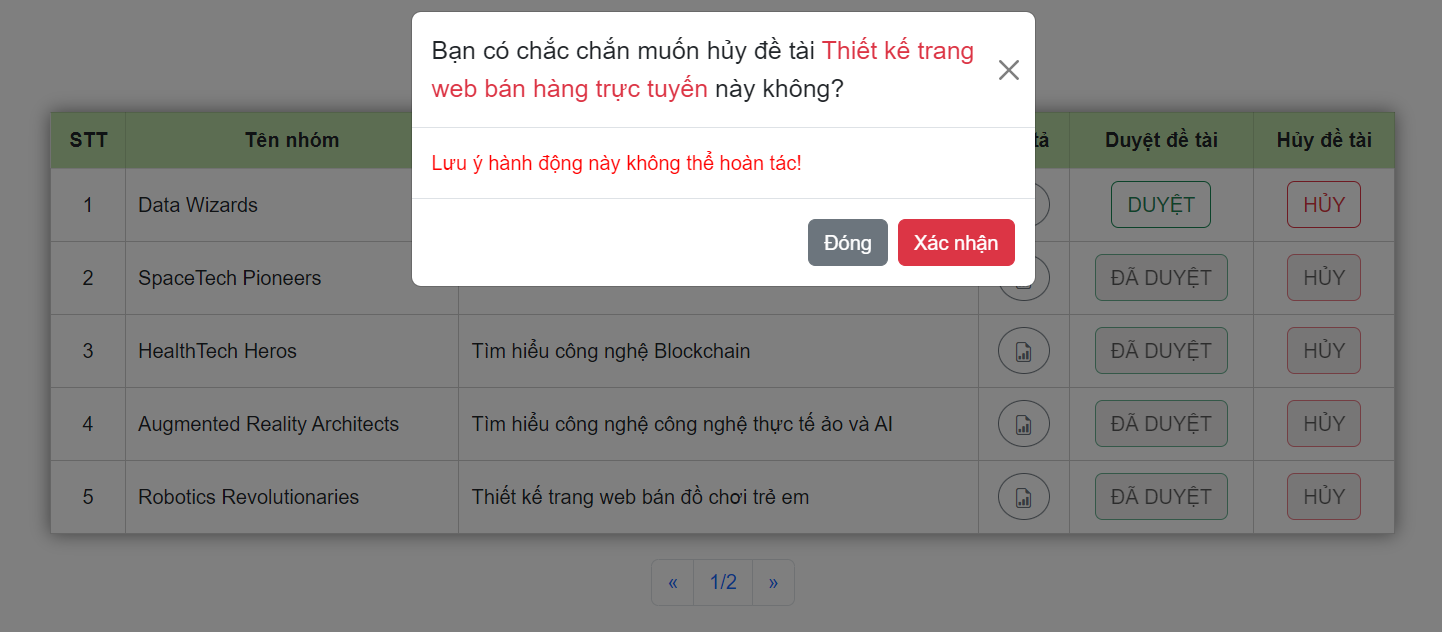 Bạn có chắc chắn muốn hủy đề tài Thiết kế trang
web bán hàng trực tuyến này không?
Lưu ý hành động này không thể hoàn tác!
Đóng Xác nhận
STT Tên nhóm Duyệt đề tài Hủy đề tài
1 Data Wizards DUYỆT HỦY
2 SpaceTech Pioneers ĐÃ DUYỆT HỦY
3 HealthTech Heros Tìm hiểu công nghệ Blockchain ĐÃ DUYỆT HỦY
4 Augmented Reality Architects Tìm hiểu công nghệ công nghệ thực tế ảo và AI ĐÃ DUYỆT HỦY
5 Robotics Revolutionaries Thiết kế trang web bán đồ chơi trẻ em ĐÃ DUYỆT HỦY
« 1/2 »